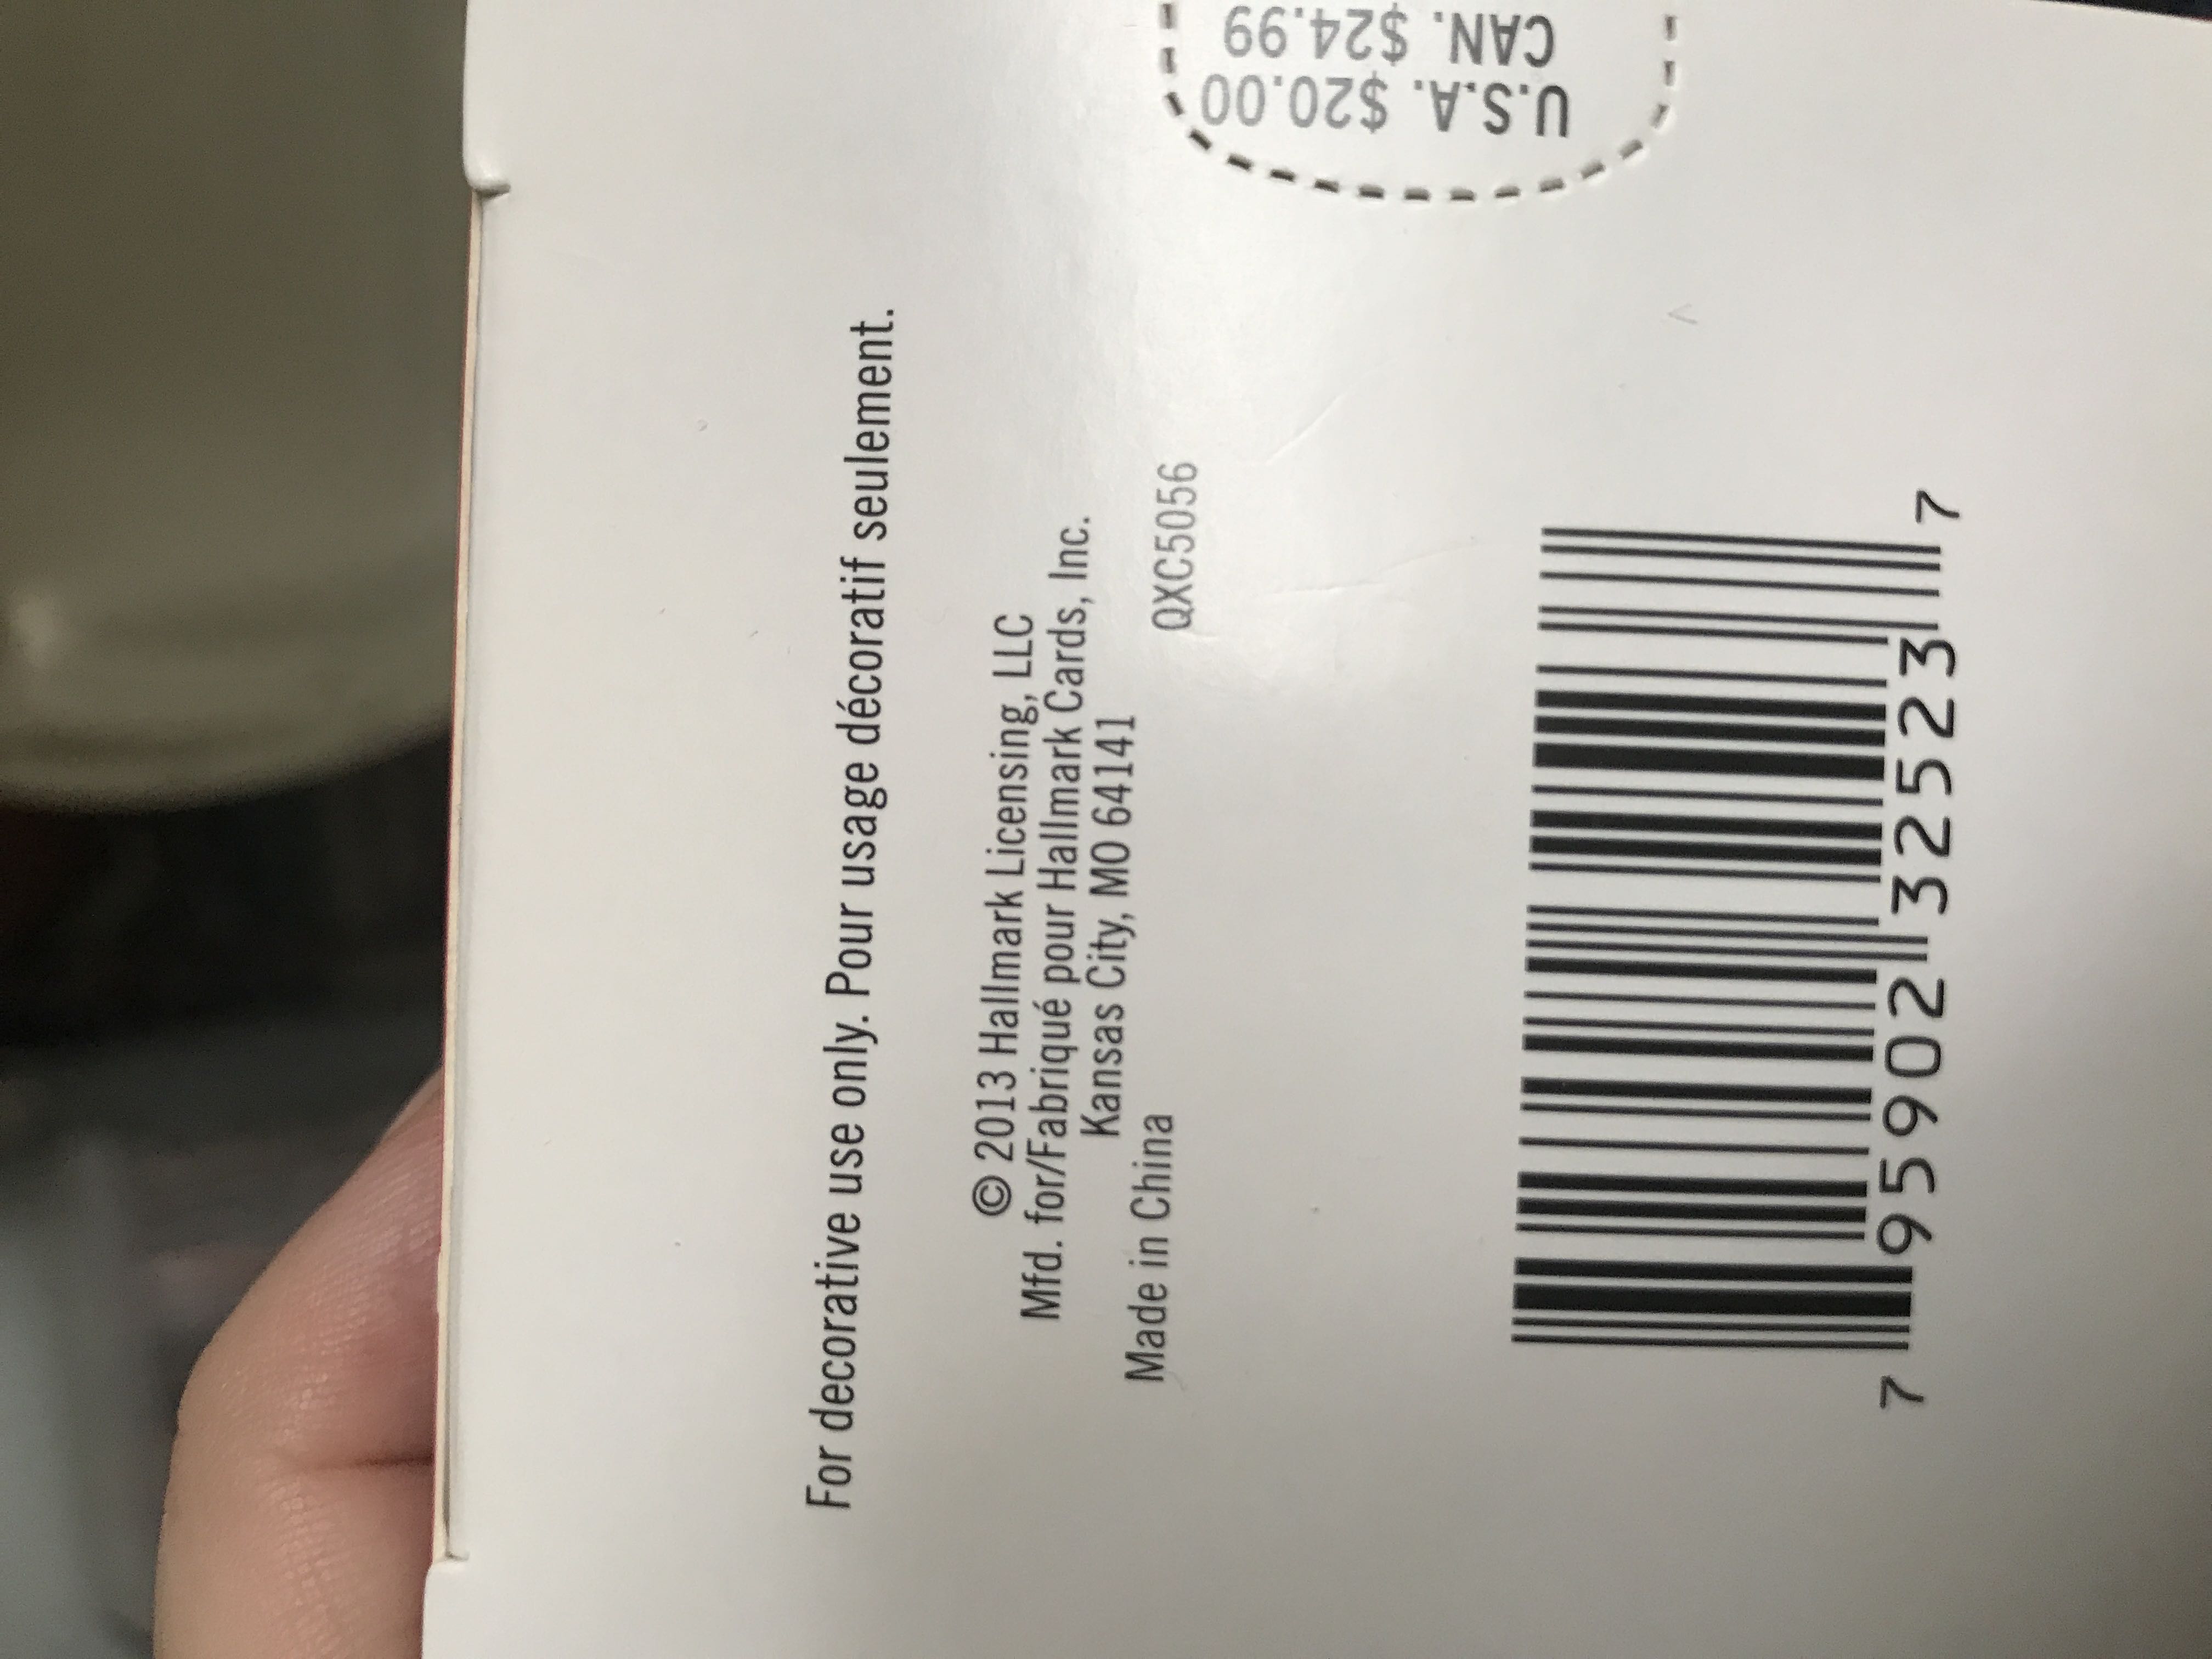 For decorative use only. Pour usage décoratif seulement.
© 2013 Hallmark Licensing, LLC
Mfd. for/Fabriqué pour Hallmark Cards, Inc.
Kansas City, MO 64141
Made in China QXC5056
7 95902 32523 7
U.S.A. $20.00
CAN. $24.99